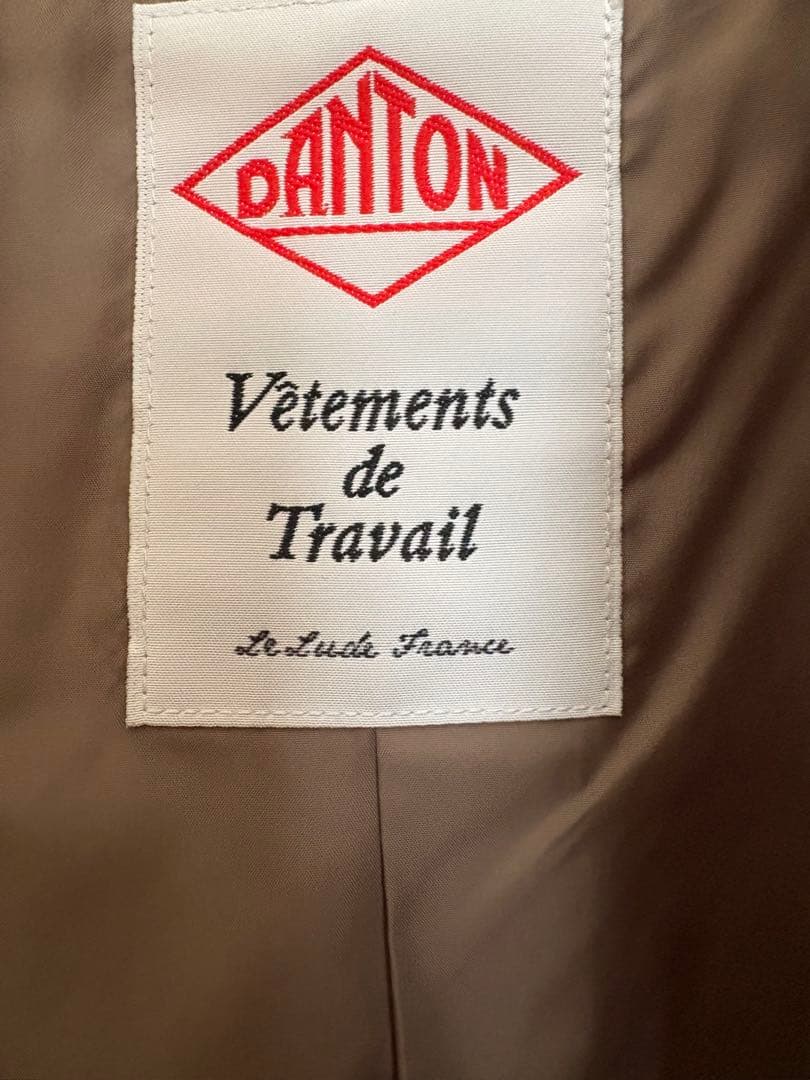 DANTON
Vêtements
de
Travail
Le Lude France